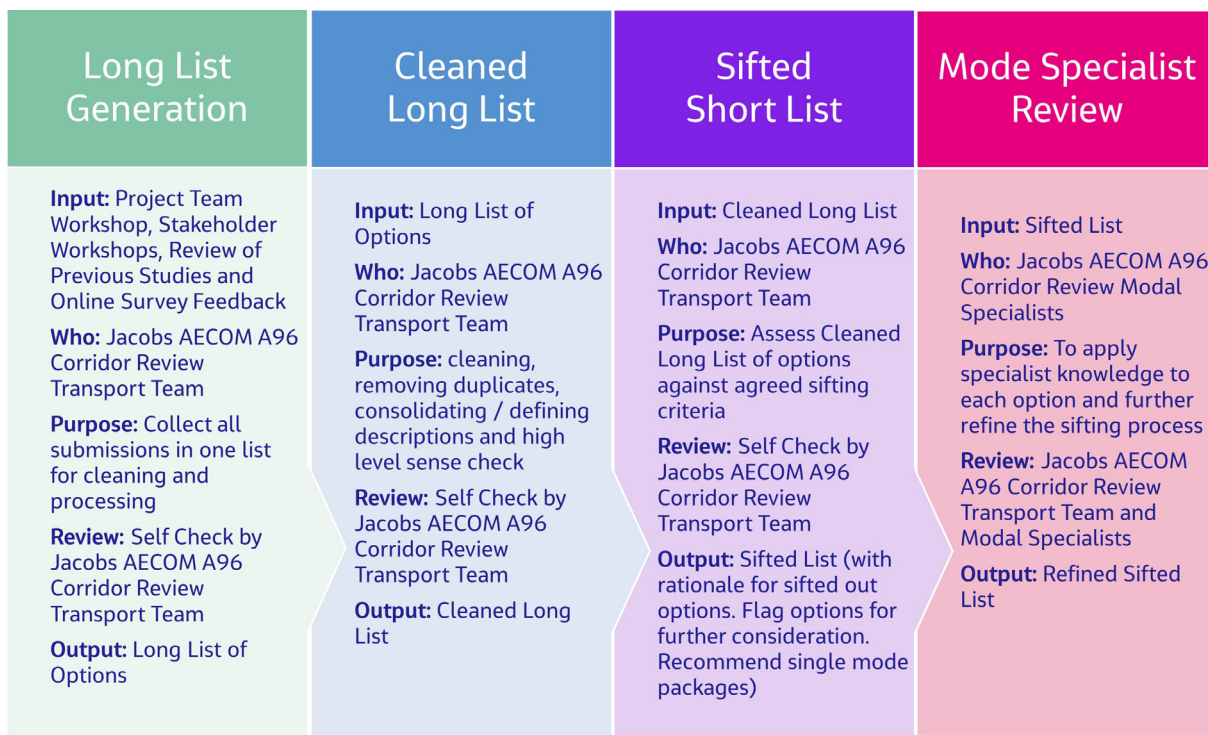 Long List
Generation
Input: Project Team
Workshop, Stakeholder
Workshops, Review of
Previous Studies and
Online Survey Feedback
Who: Jacobs AECOM A96
Corridor Review
Transport Team
Purpose: Collect all
submissions in one list
for cleaning and
processing
Review: Self Check by
Jacobs AECOM A96
Corridor Review
Transport Team
Output: Long List of
Options
Cleaned
Long List
Input: Long List of
Options
Who: Jacobs AECOM A96
Corridor Review
Transport Team
Purpose: cleaning,
removing duplicates,
consolidating / defining
descriptions and high
level sense check
Review: Self Check by
Jacobs AECOM A96
Corridor Review
Transport Team
Output: Cleaned Long
List
Sifted
Short List
Input: Cleaned Long List
Who: Jacobs AECOM A96
Corridor Review
Transport Team
Purpose: Assess Cleaned
Long List of options
against agreed sifting
criteria
Review: Self Check by
Jacobs AECOM A96
Corridor Review
Transport Team
Output: Sifted List (with
rationale for sifted out
options. Flag options for
further consideration.
Recommend single mode
packages)
Mode Specialist
Review
Input: Sifted List
Who: Jacobs AECOM A96
Corridor Review Modal
Specialists
Purpose: To apply
specialist knowledge to
each option and further
refine the sifting process
Review: Jacobs AECOM
A96 Corridor Review
Transport Team and
Modal Specialists
Output: Refined Sifted
List